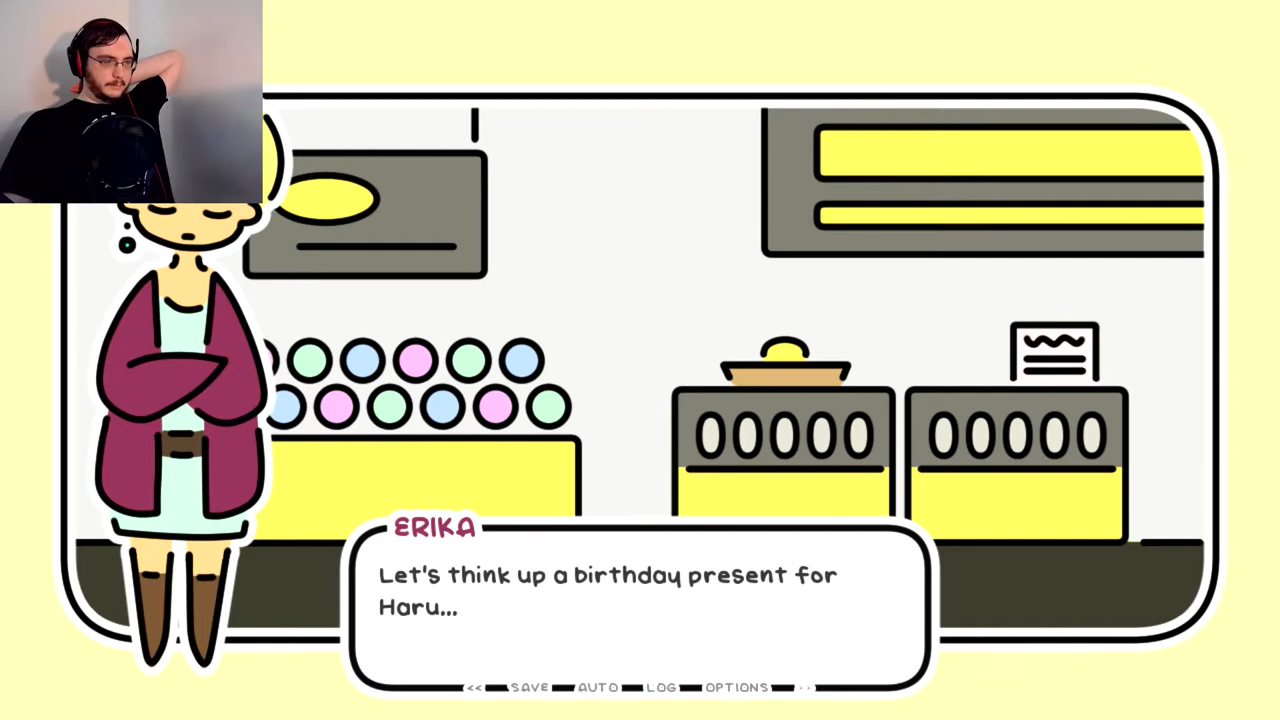 ERIKA
Let's think up a birthday present for
Haru...
<< SAVE AUTO LOG OPTIONS >>